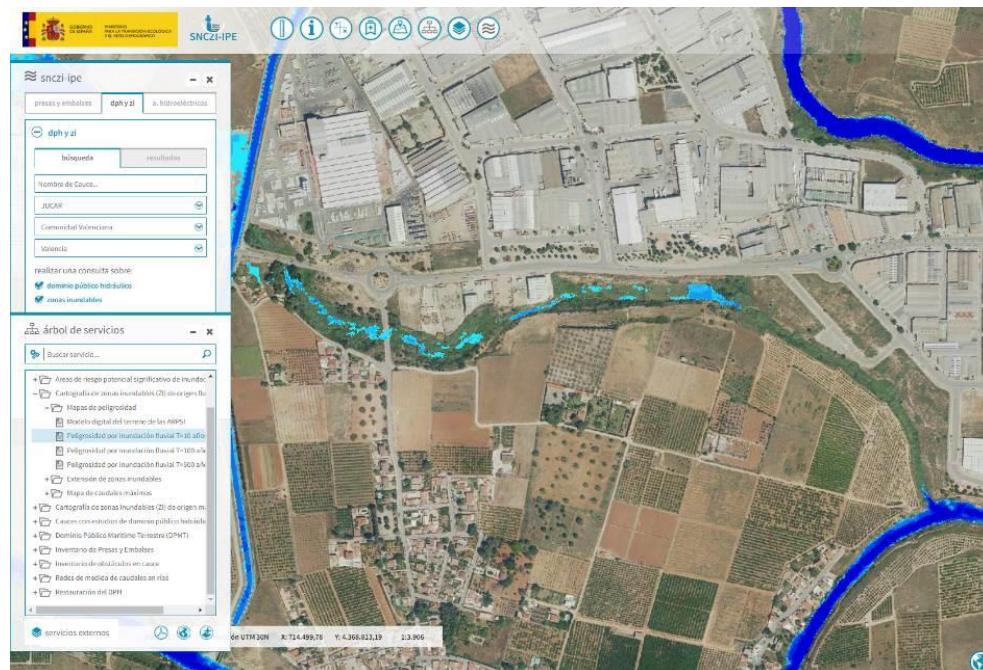 GOBIERNO
DE ESPAÑA
MINISTERIO
PARA LA TRANSICIÓN ECOLÓGICA
Y EL RETO DEMOGRÁFICO
SNCZI-IPE
snczi-ipe
presas y embalses
dph y zi
a. hidroeléctricos
dph y zi
búsqueda
resultados
Nombre de Cauce...
JUCAR
Comunidad Valenciana
Valencia
realizar una consulta sobre:
dominio público hidráulico
zonas inundables
árbol de servicios
Buscar servicio...
Áreas de riesgo potencial significativo de inundac
Cartografía de zonas inundables (ZI) de origen flu
Mapas de peligrosidad
Modelo digital del terreno de las ARPSI
Peligrosidad por inundación fluvial T=10 años
Peligrosidad por inundación fluvial T=100 año
Peligrosidad por inundación fluvial T=500 año
Extensión de zonas inundables
Mapa de caudales máximos
Cartografía de zonas inundables (ZI) de origen m
Cauces con estudios de dominio público hidráulic
Dominio Público Marítimo Terrestre (DPMT)
Inventario de Presas y Embalses
Inventario de obstáculos en cauce
Redes de medida de caudales en ríos
Restauración del DPH
servicios externos
ón UTM 30N X: 714.499,78 Y: 4.368.813,19 1:3.906